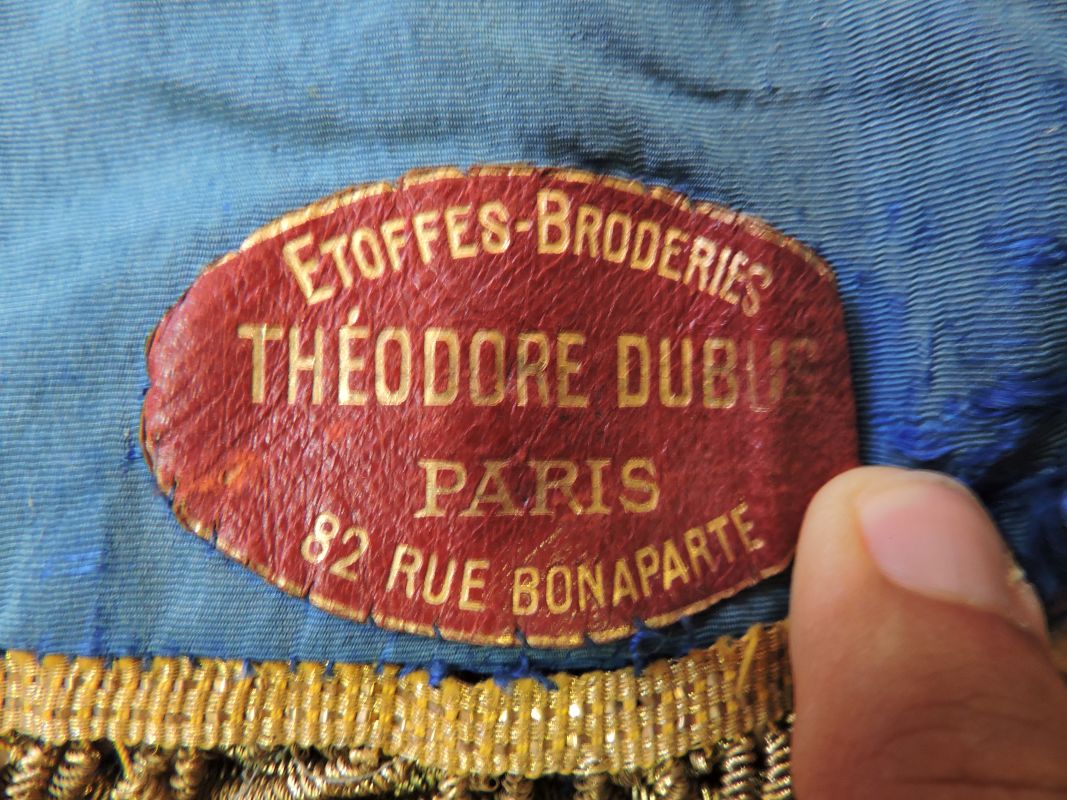 ETOFFES-BRODERIES
THÉODORE DUBUS
PARIS
82 RUE BONAPARTE